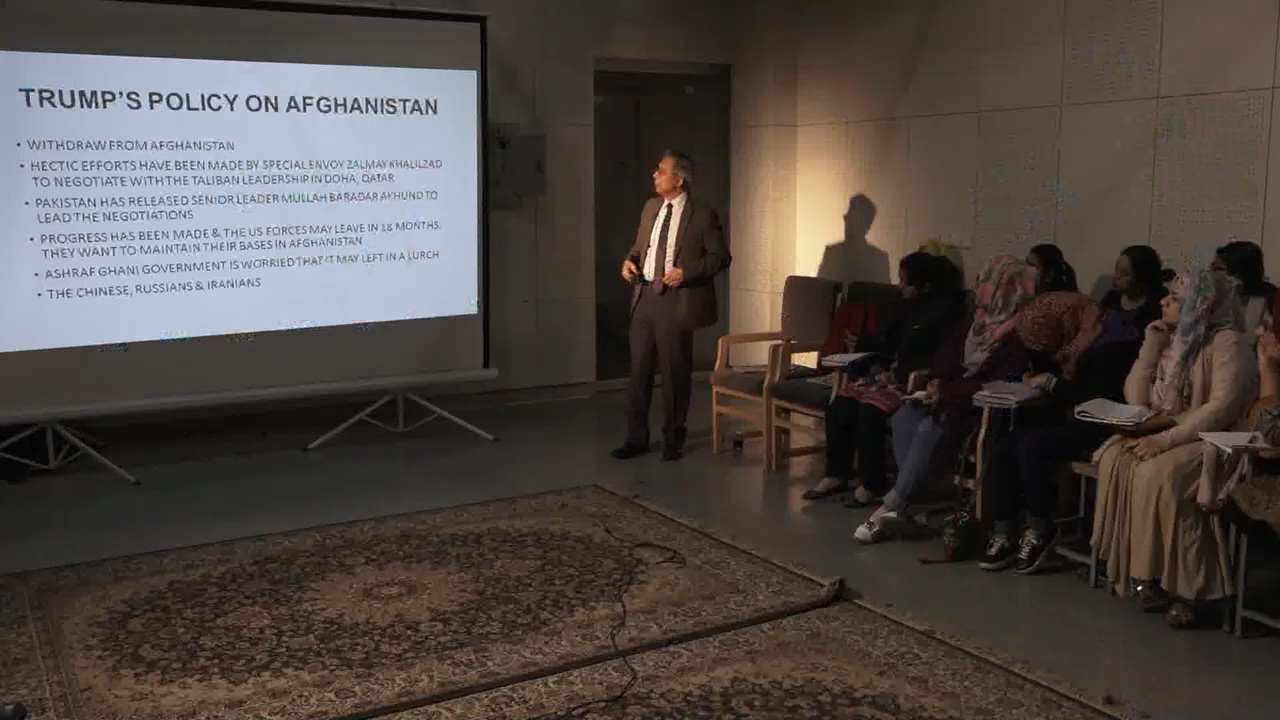 TRUMP'S POLICY ON AFGHANISTAN
• WITHDRAW FROM AFGHANISTAN
• HECTIC EFFORTS HAVE BEEN MADE BY SPECIAL ENVOY ZALMAY KHALILZAD
TO NEGOTIATE WITH THE TALIBAN LEADERSHIP IN DOHA, QATAR
• PAKISTAN HAS RELEASED SENIOR LEADER MULLAH BARADAR AKHUND TO
LEAD THE NEGOTIATIONS
• PROGRESS HAS BEEN MADE & THE US FORCES MAY LEAVE IN 18 MONTHS.
THEY WANT TO MAINTAIN THEIR BASES IN AFGHANISTAN
• ASHRAF GHANI GOVERNMENT IS WORRIED THAT IT MAY LEFT IN A LURCH
• THE CHINESE, RUSSIANS & IRANIANS